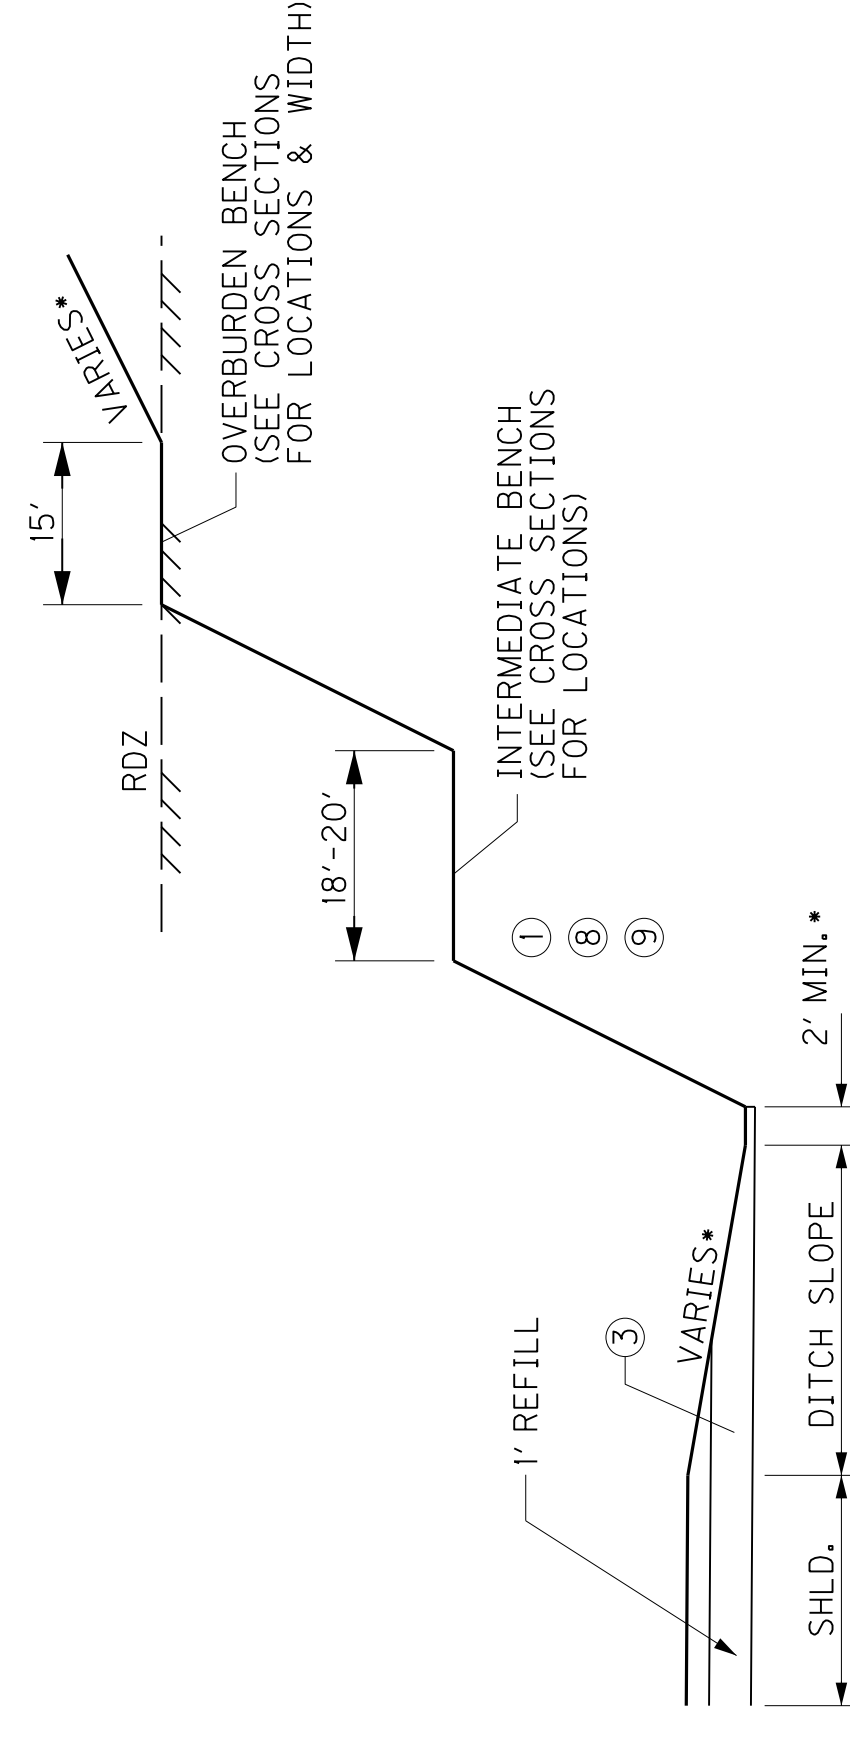 15'
VARIES*
OVERBURDEN BENCH
(SEE CROSS SECTIONS
FOR LOCATIONS & WIDTH)
RDZ
18'-20'
INTERMEDIATE BENCH
(SEE CROSS SECTIONS
FOR LOCATIONS)
1
8
9
2' MIN.*
1' REFILL
3
VARIES*
SHLD.
DITCH SLOPE